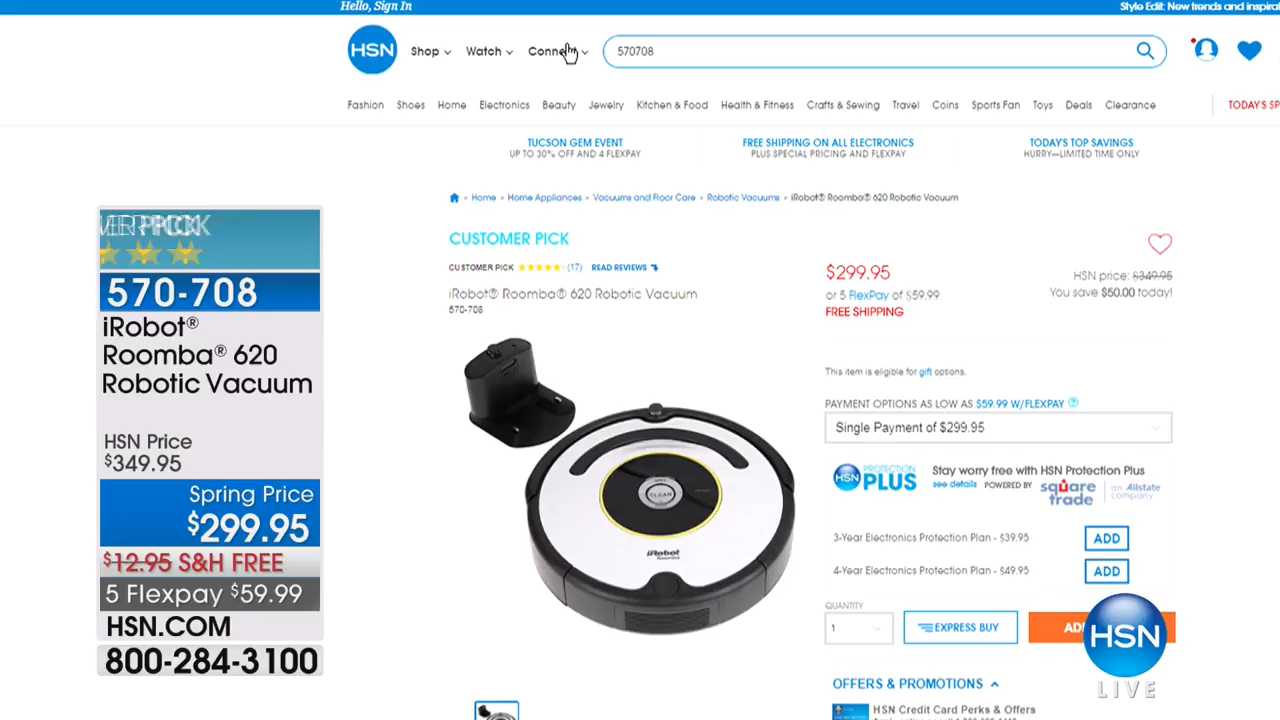 Hello, Sign In
Style Edit: New trends and inspira
HSN
Shop
Watch
Connect
570708
Fashion
Shoes
Home
Electronics
Beauty
Jewelry
Kitchen & Food
Health & Fitness
Crafts & Sewing
Travel
Coins
Sports Fan
Toys
Deals
Clearance
TODAY'S SP
TUCSON GEM EVENT
UP TO 30% OFF AND 4 FLEXPAY
FREE SHIPPING ON ALL ELECTRONICS
PLUS SPECIAL PRICING AND FLEXPAY
TODAY'S TOP SAVINGS
HURRY—LIMITED TIME ONLY
Home > Home Appliances > Vacuums and Floor Care > Robotic Vacuums > iRobot® Roomba® 620 Robotic Vacuum
CUSTOMER PICK
CUSTOMER PICK (17) READ REVIEWS
iRobot® Roomba® 620 Robotic Vacuum
570-708
$299.95
or 5 FlexPay of $59.99
FREE SHIPPING
HSN price: $349.95
You save $50.00 today!
This item is eligible for gift options.
PAYMENT OPTIONS AS LOW AS $59.99 W/FLEXPAY
Single Payment of $299.95
HSN PROTECTION PLUS
Stay worry free with HSN Protection Plus
see details POWERED BY square trade an Allstate company
3-Year Electronics Protection Plan - $39.95
ADD
4-Year Electronics Protection Plan - $49.95
ADD
QUANTITY
1
EXPRESS BUY
OFFERS & PROMOTIONS
HSN Credit Card Perks & Offers
CLEAN
iRobot
Roomba
570-708
iRobot®
Roomba® 620
Robotic Vacuum
HSN Price
$349.95
Spring Price
$299.95
$12.95 S&H FREE
5 Flexpay $59.99
HSN.COM
800-284-3100
HSN
LIVE